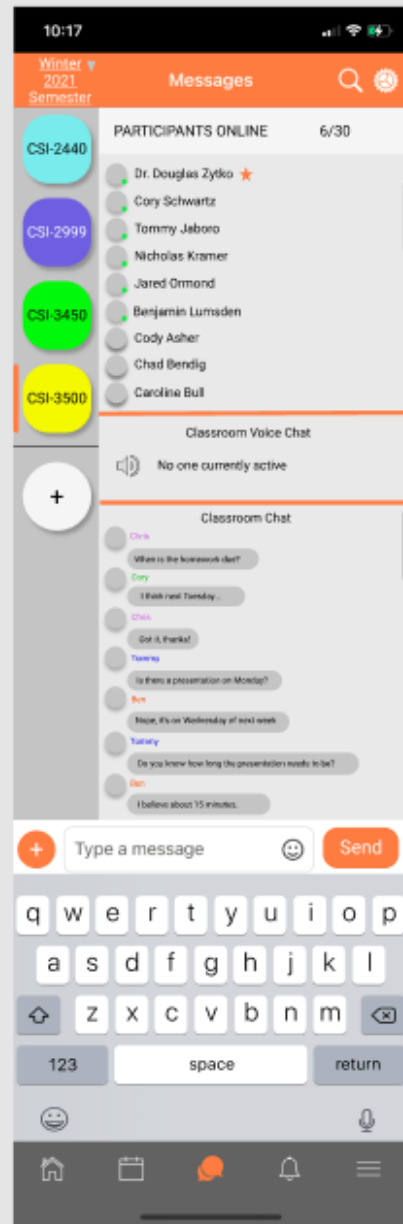 10:17
Winter
2021
Semester
Messages
CSI-2440
CSI-2999
CSI-3450
CSI-3500
+
PARTICIPANTS ONLINE 6/30
Dr. Douglas Zytko
Cory Schwartz
Tommy Jaboro
Nicholas Kramer
Jared Ormond
Benjamin Lumsden
Cody Asher
Chad Bendig
Caroline Bull
Classroom Voice Chat
No one currently active
Classroom Chat
Chris
When is the homework due?
Cory
I think next Tuesday...
Chris
Got it, thanks!
Tommy
Is there a presentation on Monday?
Ben
Nope, it's on Wednesday of next week.
Tommy
Do you know how long the presentation needs to be?
Ben
I believe about 15 minutes.
+ Type a message Send
q w e r t y u i o p
a s d f g h j k l
z x c v b n m
123 space return